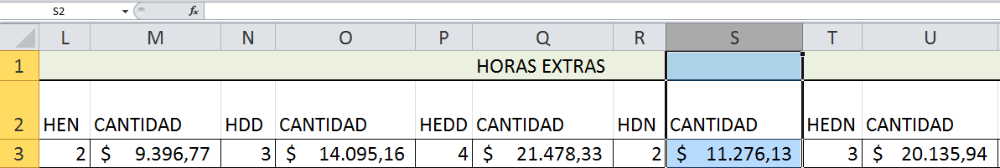 S2 fx
L M N O P Q R S T U
1 HORAS EXTRAS
2 HEN CANTIDAD HDD CANTIDAD HEDD CANTIDAD HDN CANTIDAD HEDN CANTIDAD
3 2 $ 9.396,77 3 $ 14.095,16 4 $ 21.478,33 2 $ 11.276,13 3 $ 20.135,94